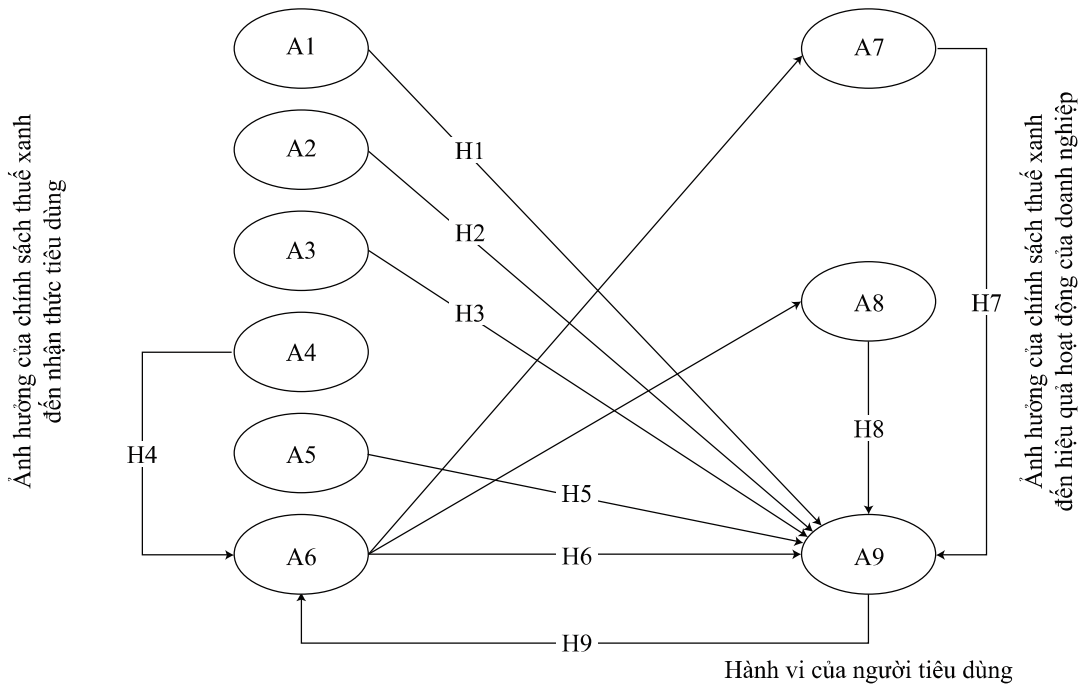 Ảnh hưởng của chính sách thuế xanh
đến nhận thức tiêu dùng
A1
A2
A3
A4
A5
A6
H1
H2
H3
H4
H5
H6
H9
A7
A8
A9
H7
H8
Ảnh hưởng của chính sách thuế xanh
đến hiệu quả hoạt động của doanh nghiệp
Hành vi của người tiêu dùng